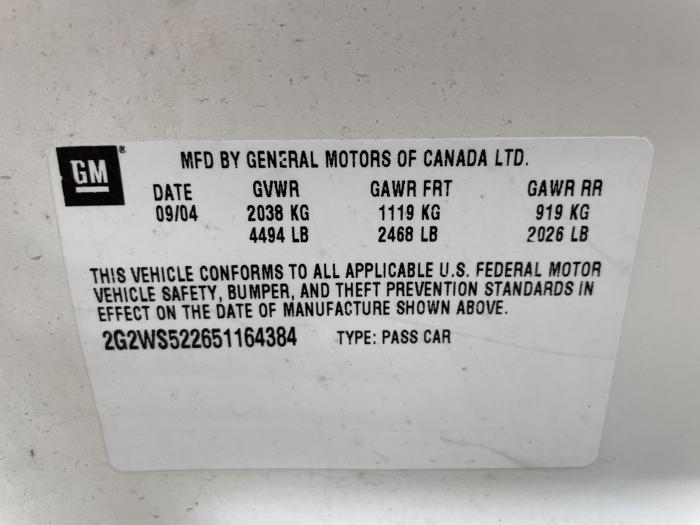 GM® MFD BY GENERAL MOTORS OF CANADA LTD.
DATE GVWR GAWR FRT GAWR RR
09/04 2038 KG 1119 KG 919 KG
4494 LB 2468 LB 2026 LB
THIS VEHICLE CONFORMS TO ALL APPLICABLE U.S. FEDERAL MOTOR
VEHICLE SAFETY, BUMPER, AND THEFT PREVENTION STANDARDS IN
EFFECT ON THE DATE OF MANUFACTURE SHOWN ABOVE.
2G2WS522651164384 TYPE: PASS CAR